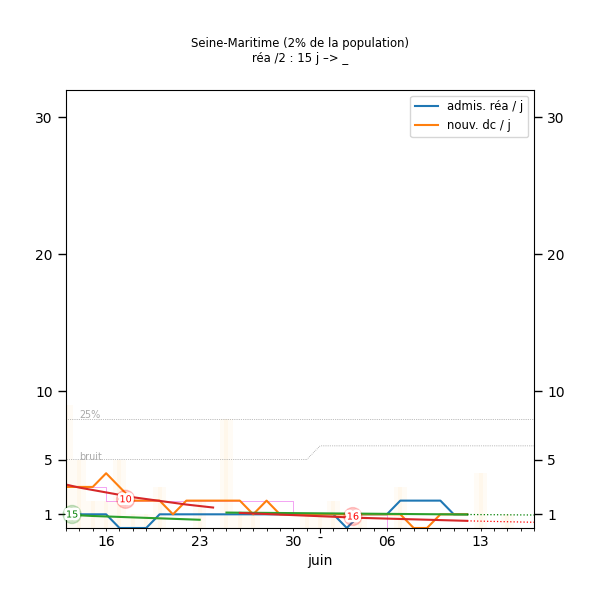 Seine-Maritime (2% de la population)
réa /2 : 15 j –> _
admis. réa / j
nouv. dc / j
30 30
20 20
10 10
25%
5 bruit 5
1 15 10 16 1
16 23 30 - 06 13
juin